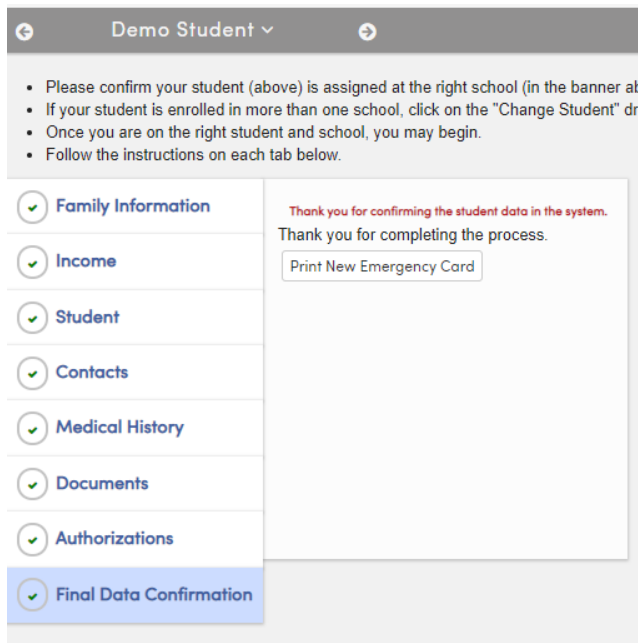 Demo Student
Please confirm your student (above) is assigned at the right school (in the banner
If your student is enrolled in more than one school, click on the "Change Student"
Once you are on the right student and school, you may begin.
Follow the instructions on each tab below.
Family Information
Income
Student
Contacts
Medical History
Documents
Authorizations
Final Data Confirmation
Thank you for confirming the student data in the system.
Thank you for completing the process.
Print New Emergency Card